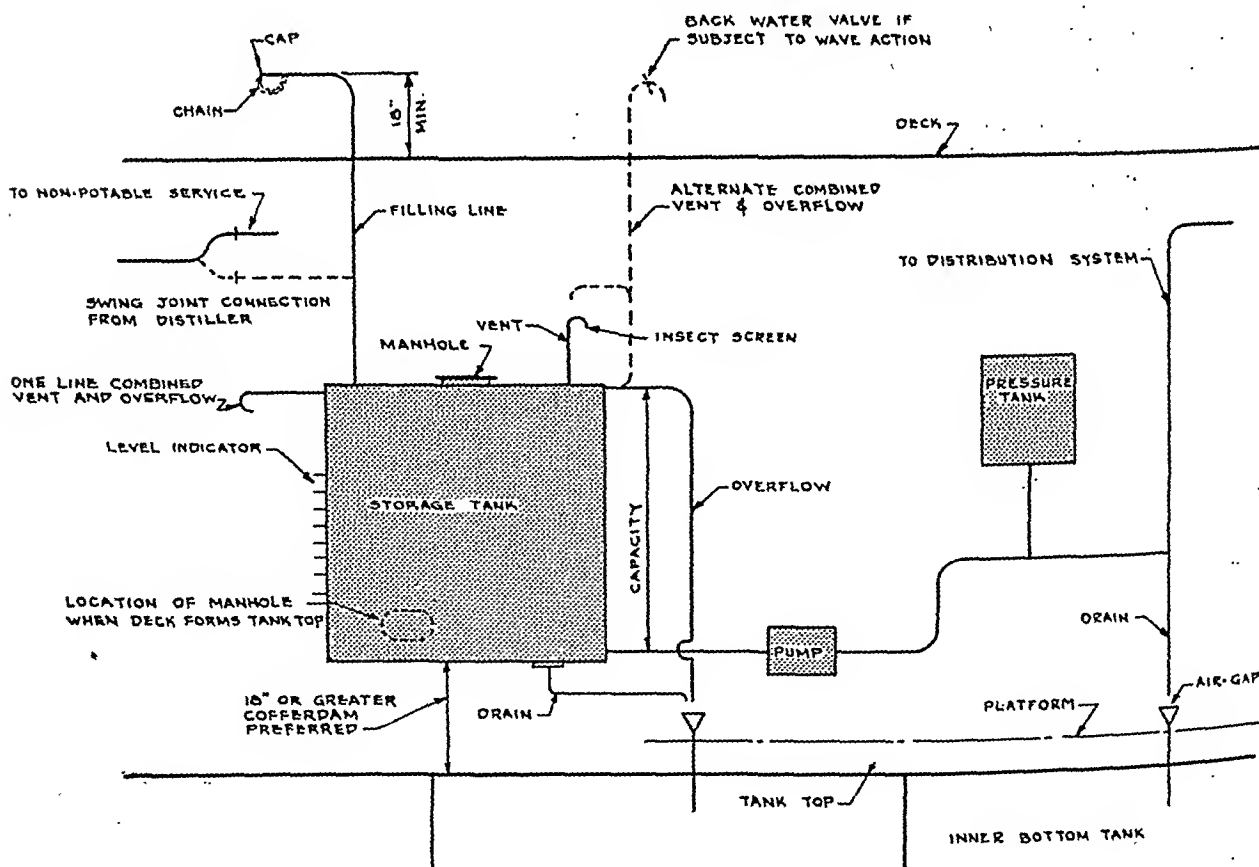 BACK WATER VALVE IF
SUBJECT TO WAVE ACTION
CAP
CHAIN
18"
MIN.
DECK
TO NON-POTABLE SERVICE
FILLING LINE
ALTERNATE COMBINED
VENT & OVERFLOW
TO DISTRIBUTION SYSTEM
SWING JOINT CONNECTION
FROM DISTILLER
VENT
INSECT SCREEN
MANHOLE
ONE LINE COMBINED
VENT AND OVERFLOW
PRESSURE
TANK
LEVEL INDICATOR
STORAGE TANK
CAPACITY
OVERFLOW
LOCATION OF MANHOLE
WHEN DECK FORMS TANK TOP
PUMP
DRAIN
18" OR GREATER
COFFERDAM
PREFERRED
DRAIN
AIR-GAP
PLATFORM
TANK TOP
INNER BOTTOM TANK